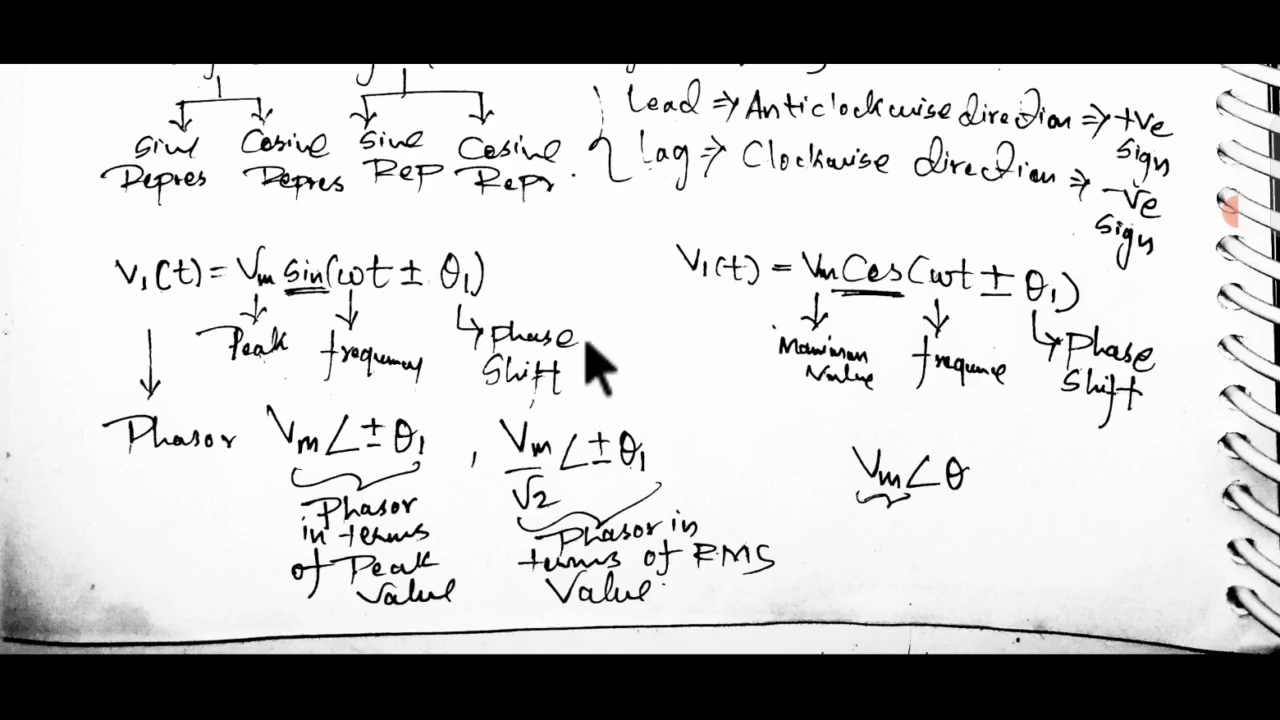 Sine Cosine Sine Cosine
Repres Repres Rep Repr.
Lead ⇒ Anticlockwise direction ⇒ +ve
Sign
Lag ⇒ Clockwise direction ⇒ -ve
Sign
V₁(t) = Vm sin(ωt ± θ₁)
Peak frequency Phase
Shift
Phasor Vm∠±θ₁ , Vm/√2 ∠±θ₁
Phasor
in terms
of Peak
Value
Phasor in
terms of RMS
Value.
V₁(t) = Vm Cos(ωt ± θ₁)
Value Phase
Shift
Vm∠θ